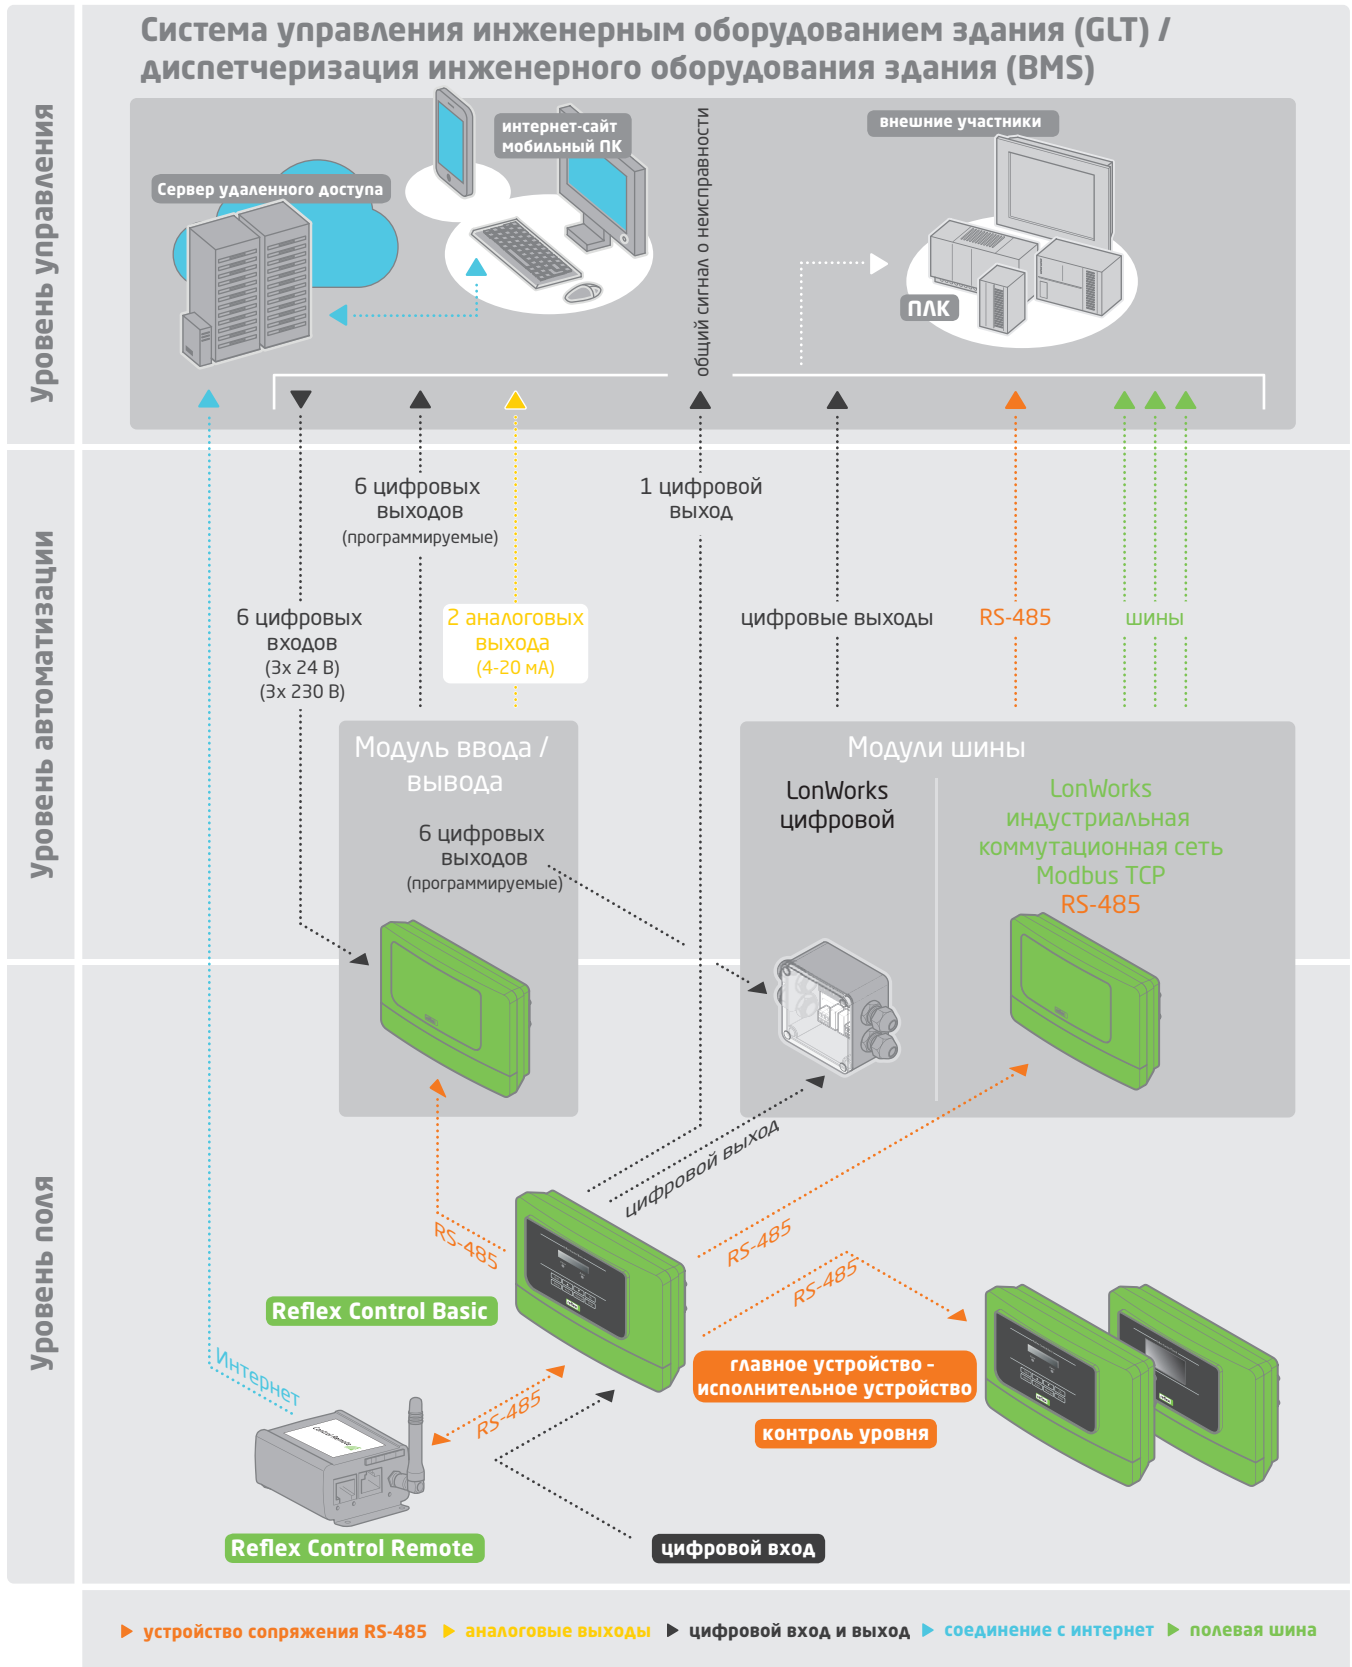 Система управления инженерным оборудованием здания (GLT) /
диспетчеризация инженерного оборудования здания (BMS)
Уровень управления
интернет-сайт
мобильный ПК
Сервер удаленного доступа
общий сигнал о неисправности
внешние участники
ПЛК
Уровень автоматизации
6 цифровых
выходов
(программируемые)
1 цифровой
выход
6 цифровых
входов
(3x 24 В)
(3x 230 В)
2 аналоговых
выхода
(4-20 мА)
цифровые выходы
RS-485
шины
Модуль ввода /
вывода
6 цифровых
выходов
(программируемые)
Модули шины
LonWorks
цифровой
LonWorks
индустриальная
коммутационная сеть
Modbus TCP
RS-485
Уровень поля
цифровой выход
RS-485
RS-485
RS-485
Reflex Control Basic
главное устройство –
исполнительное устройство
контроль уровня
Интернет
RS-485
Control Remote
Reflex Control Remote
цифровой вход
устройство сопряжения RS-485
аналоговые выходы
цифровой вход и выход
соединение с интернет
полевая шина